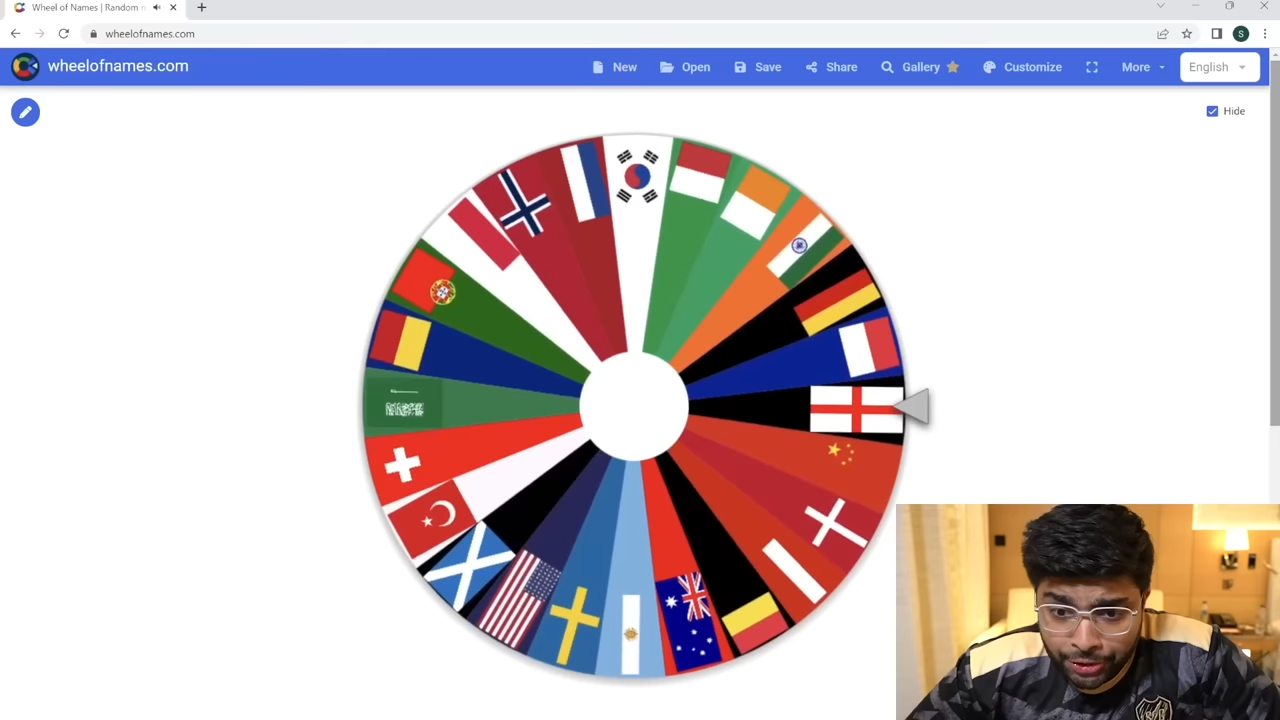 Wheel of Names | Random n
wheelofnames.com
S
wheelofnames.com
New
Open
Save
Share
Gallery
Customize
More
English
Hide